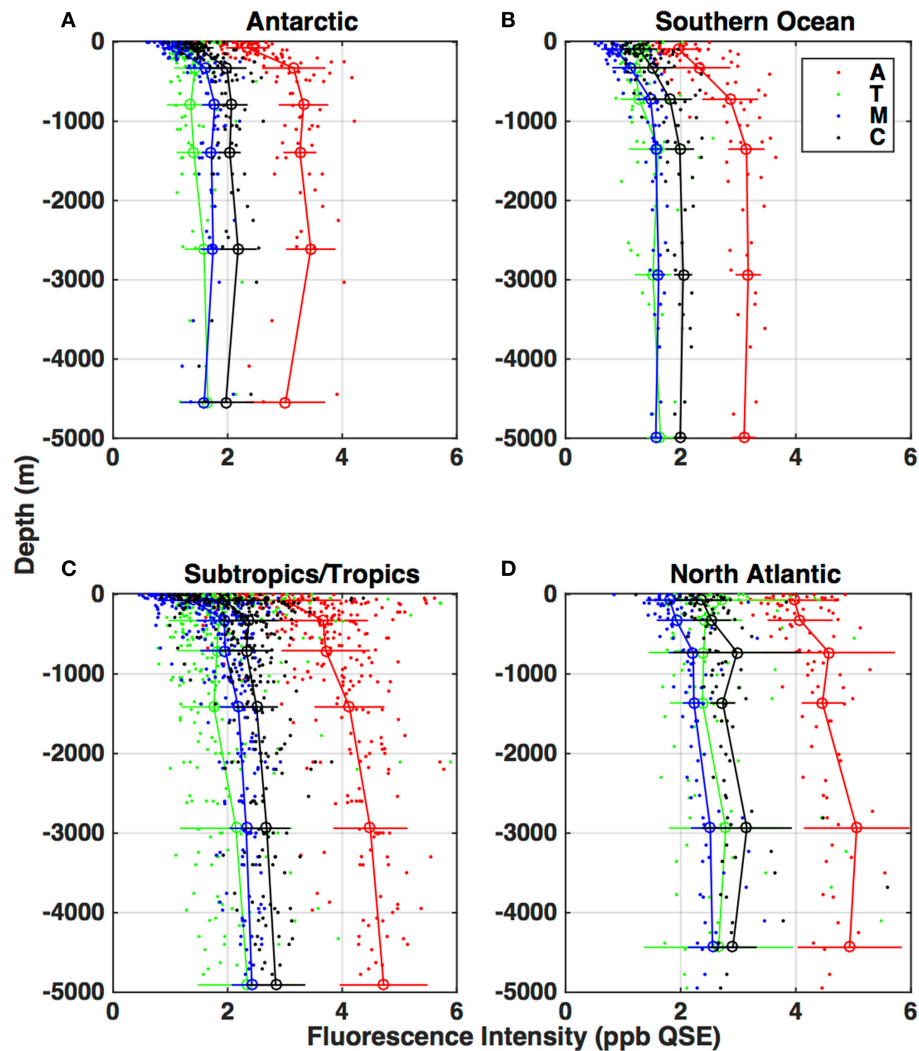 A
Antarctic
0
-1000
-2000
-3000
-4000
-5000
0
2
4
6
B
Southern Ocean
0
-1000
-2000
-3000
-4000
-5000
0
2
4
6
A
T
M
C
Depth (m)
C
Subtropics/Tropics
0
-1000
-2000
-3000
-4000
-5000
0
2
4
6
D
North Atlantic
0
-1000
-2000
-3000
-4000
-5000
0
2
4
6
Fluorescence Intensity (ppb QSE)